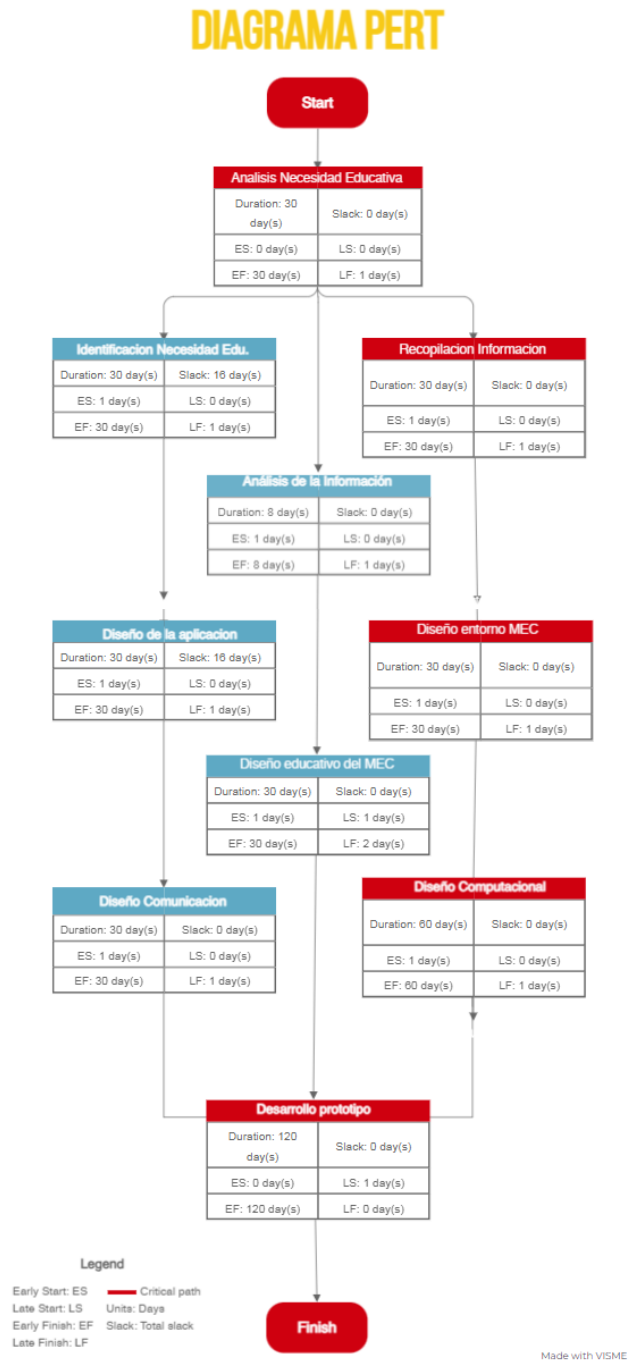 DIAGRAMA PERT
Start
Analisis Necesidad Educativa
Duration: 30
day(s)
Slack: 0 day(s)
ES: 0 day(s)
LS: 0 day(s)
EF: 30 day(s)
LF: 1 day(s)
Identificacion Necesidad Edu.
Duration: 30 day(s)
Slack: 16 day(s)
ES: 1 day(s)
LS: 0 day(s)
EF: 30 day(s)
LF: 1 day(s)
Recopilacion Informacion
Duration: 30 day(s)
Slack: 0 day(s)
ES: 1 day(s)
LS: 0 day(s)
EF: 30 day(s)
LF: 1 day(s)
Análisis de la Información
Duration: 8 day(s)
Slack: 0 day(s)
ES: 1 day(s)
LS: 0 day(s)
EF: 8 day(s)
LF: 1 day(s)
Diseño de la aplicacion
Duration: 30 day(s)
Slack: 16 day(s)
ES: 1 day(s)
LS: 0 day(s)
EF: 30 day(s)
LF: 1 day(s)
Diseño entorno MEC
Duration: 30 day(s)
Slack: 0 day(s)
ES: 1 day(s)
LS: 0 day(s)
EF: 30 day(s)
LF: 1 day(s)
Diseño educativo del MEC
Duration: 30 day(s)
Slack: 0 day(s)
ES: 1 day(s)
LS: 1 day(s)
EF: 30 day(s)
LF: 2 day(s)
Diseño Comunicacion
Duration: 30 day(s)
Slack: 0 day(s)
ES: 1 day(s)
LS: 0 day(s)
EF: 30 day(s)
LF: 1 day(s)
Diseño Computacional
Duration: 60 day(s)
Slack: 0 day(s)
ES: 1 day(s)
LS: 0 day(s)
EF: 60 day(s)
LF: 1 day(s)
Desarrollo prototipo
Duration: 120
day(s)
Slack: 0 day(s)
ES: 0 day(s)
LS: 1 day(s)
EF: 120 day(s)
LF: 0 day(s)
Finish
Legend
Early Start: ES
Critical path
Late Start: LS
Units: Days
Early Finish: EF
Slack: Total slack
Late Finish: LF
Made with VISME